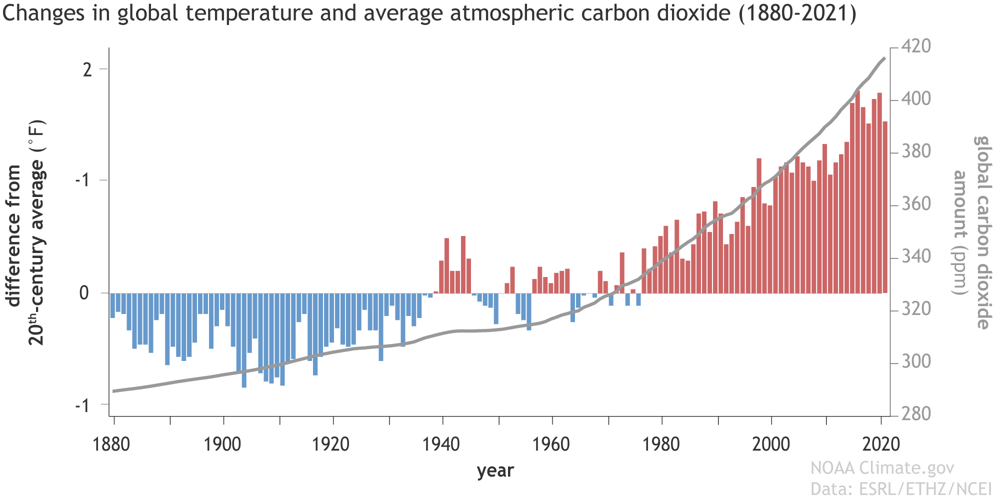 Changes in global temperature and average atmospheric carbon dioxide (1880-2021)
difference from
20th-century average (°F)
2
-1
0
-1
420
400
380
360
340
320
300
280
global carbon dioxide
amount (ppm)
1880
1900
1920
1940
1960
1980
2000
2020
year
NOAA Climate.gov
Data: ESRL/ETHZ/NCEI